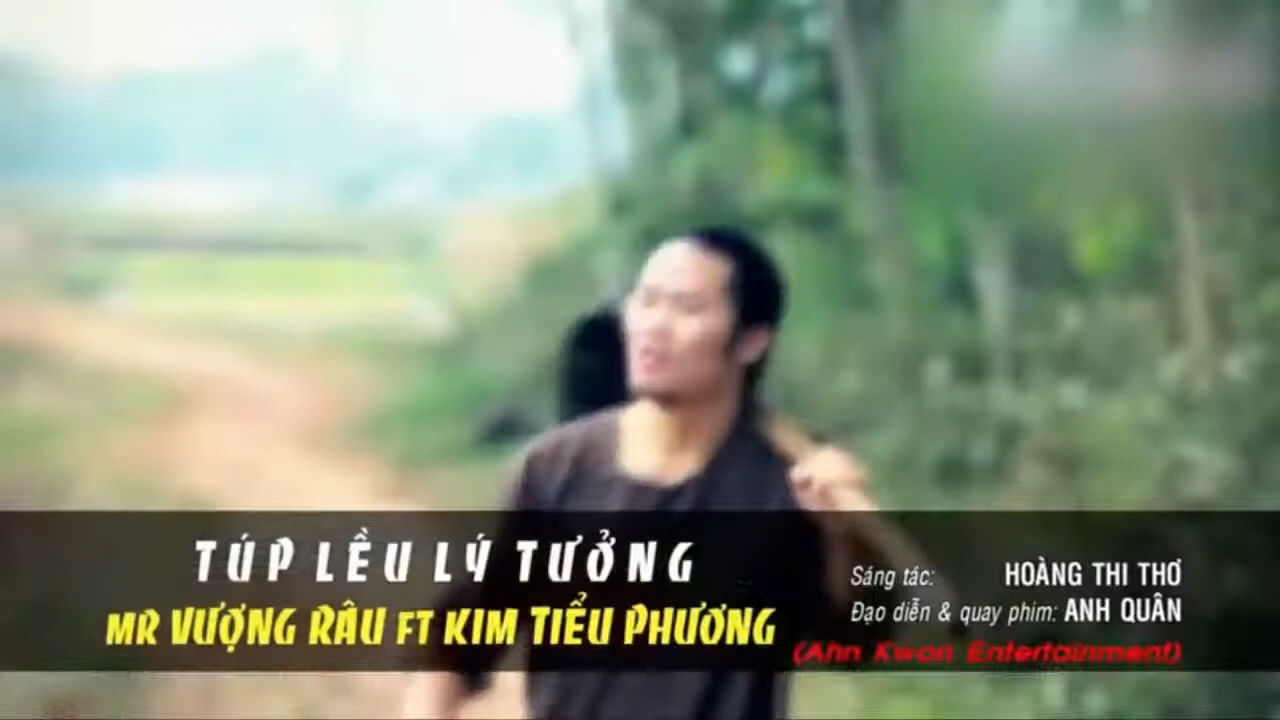 TÚP LỀU LÝ TƯỞNG
MR VƯỢNG RÂU FT KIM TIỂU PHƯƠNG
Sáng tác: HOÀNG THI THƠ
Đạo diễn & quay phim: ANH QUÂN
(Ahn Kwon Entertainment)